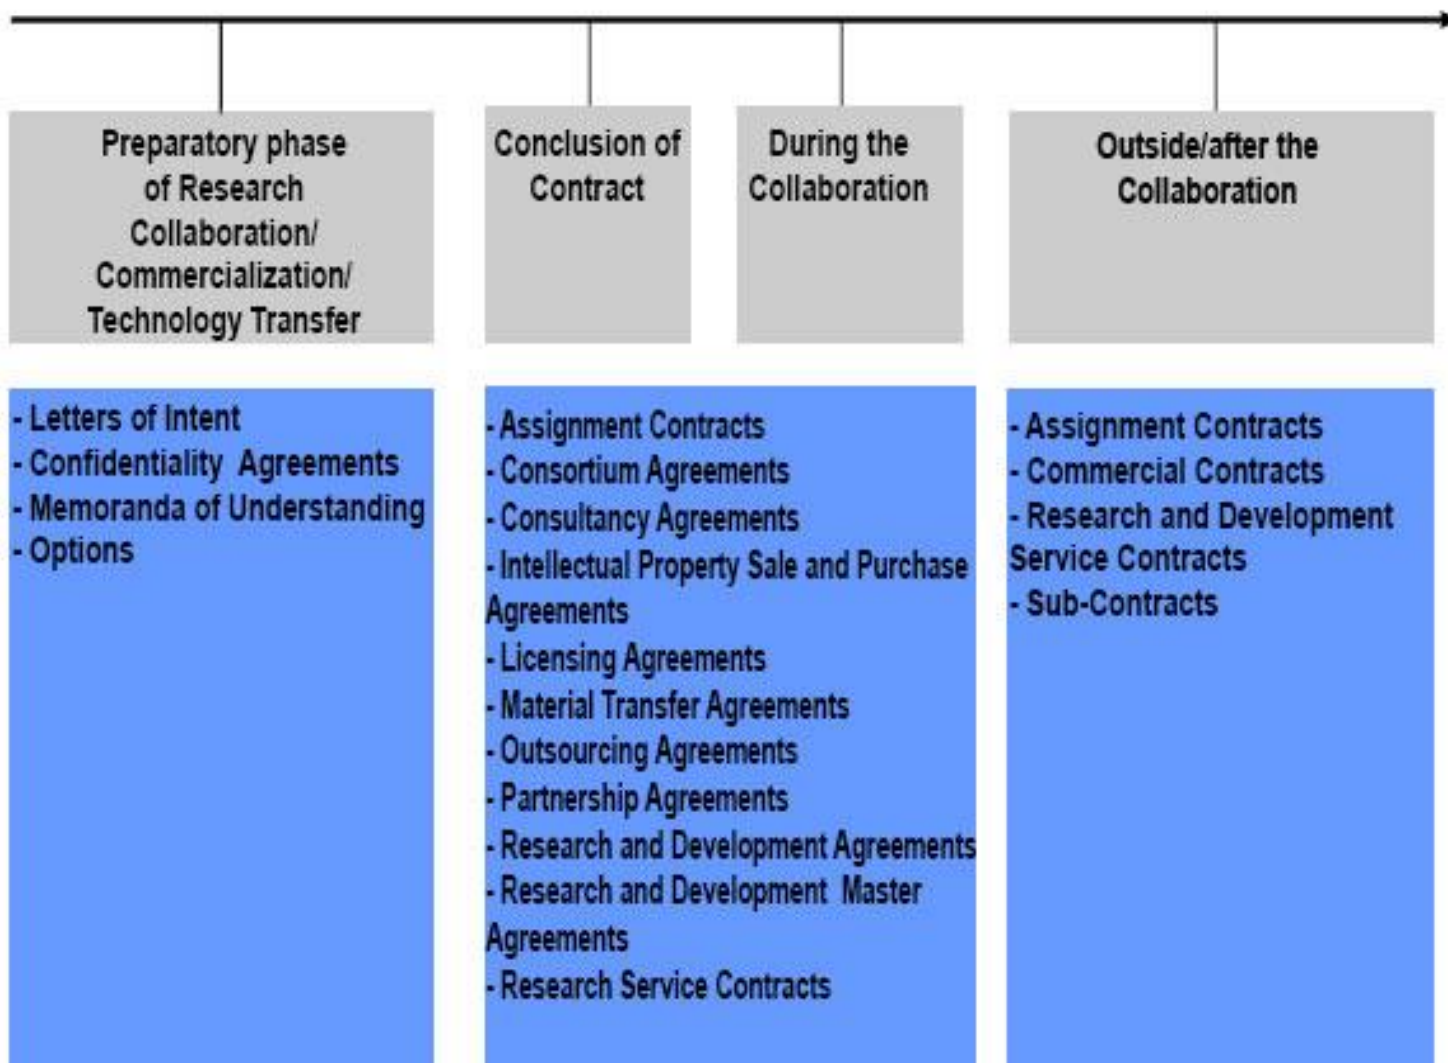 Preparatory phase
of Research
Collaboration/
Commercialization/
Technology Transfer
Conclusion of
Contract
During the
Collaboration
Outside/after the
Collaboration
- Letters of Intent
- Confidentiality Agreements
- Memoranda of Understanding
- Options
- Assignment Contracts
- Consortium Agreements
- Consultancy Agreements
- Intellectual Property Sale and Purchase
Agreements
- Licensing Agreements
- Material Transfer Agreements
- Outsourcing Agreements
- Partnership Agreements
- Research and Development Agreements
- Research and Development Master
Agreements
- Research Service Contracts
- Assignment Contracts
- Commercial Contracts
- Research and Development
Service Contracts
- Sub-Contracts